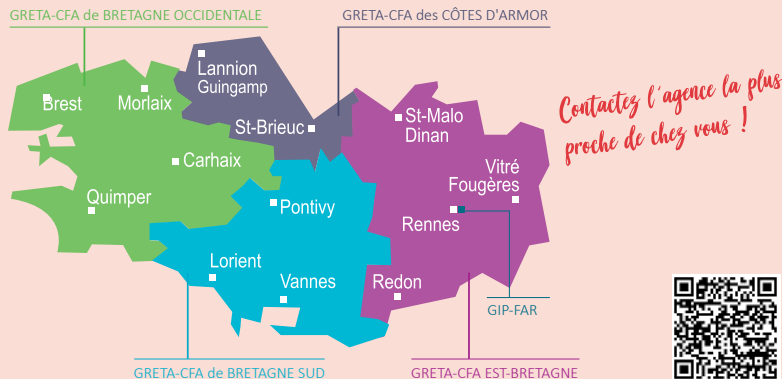 GRETA-CFA de BRETAGNE OCCIDENTALE
GRETA-CFA des CÔTES D'ARMOR
Lannion
Guingamp
Brest
Morlaix
St-Brieuc
St-Malo
Dinan
Contactez l'agence la plus
proche de chez vous !
Carhaix
Vitré
Fougères
Quimper
Pontivy
Rennes
Lorient
Vannes
Redon
GIP-FAR
GRETA-CFA de BRETAGNE SUD
GRETA-CFA EST-BRETAGNE